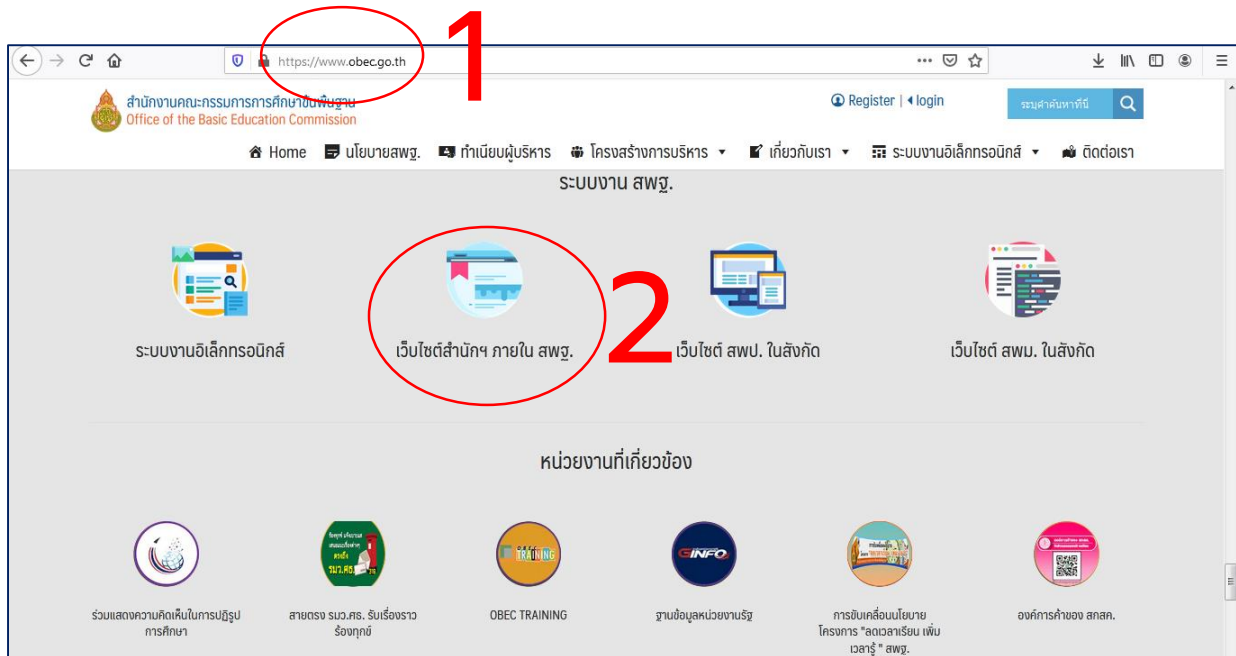 1
https://www.obec.go.th
สำนักงานคณะกรรมการการศึกษาขั้นพื้นฐาน
Office of the Basic Education Commission
Register | login
ระบุคำค้นหาที่นี่
Home นโยบายสพฐ. ทำเนียบผู้บริหาร โครงสร้างการบริหาร เกี่ยวกับเรา ระบบงานอิเล็กทรอนิกส์ ติดต่อเรา
ระบบงาน สพฐ.
2
ระบบงานอิเล็กทรอนิกส์
เว็บไซต์สำนักฯ ภายใน สพฐ.
เว็บไซต์ สพป. ในสังกัด
เว็บไซต์ สพม. ในสังกัด
หน่วยงานที่เกี่ยวข้อง
รมว.ศธ.
TRAINING
GINFO
ร่วมแสดงความคิดเห็นในการปฏิรูป
การศึกษา
สายตรง รมว.ศธ. รับเรื่องราว
ร้องทุกข์
OBEC TRAINING
ฐานข้อมูลหน่วยงานรัฐ
การขับเคลื่อนนโยบาย
โครงการ "ลดเวลาเรียน เพิ่ม
เวลารู้ " สพฐ.
องค์การค้าของ สกสค.